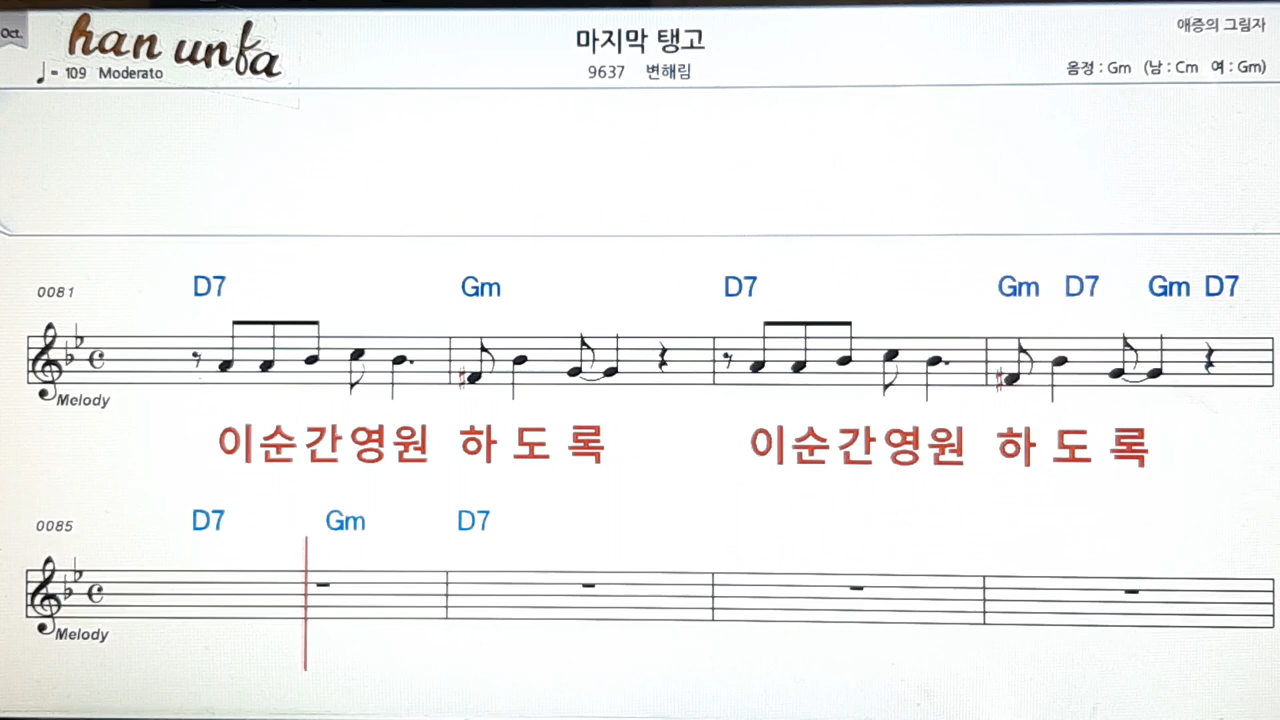 Oct.
han unfa
마지막 탱고
애증의 그림자
♩= 109 Moderato
9637 변해림
음정 : Gm (남 : Cm 여 : Gm)
0081 D7 Gm D7 Gm D7 Gm D7
Melody
이순간영원 하 도 록 이순간영원 하 도 록
0085 D7 Gm D7
Melody